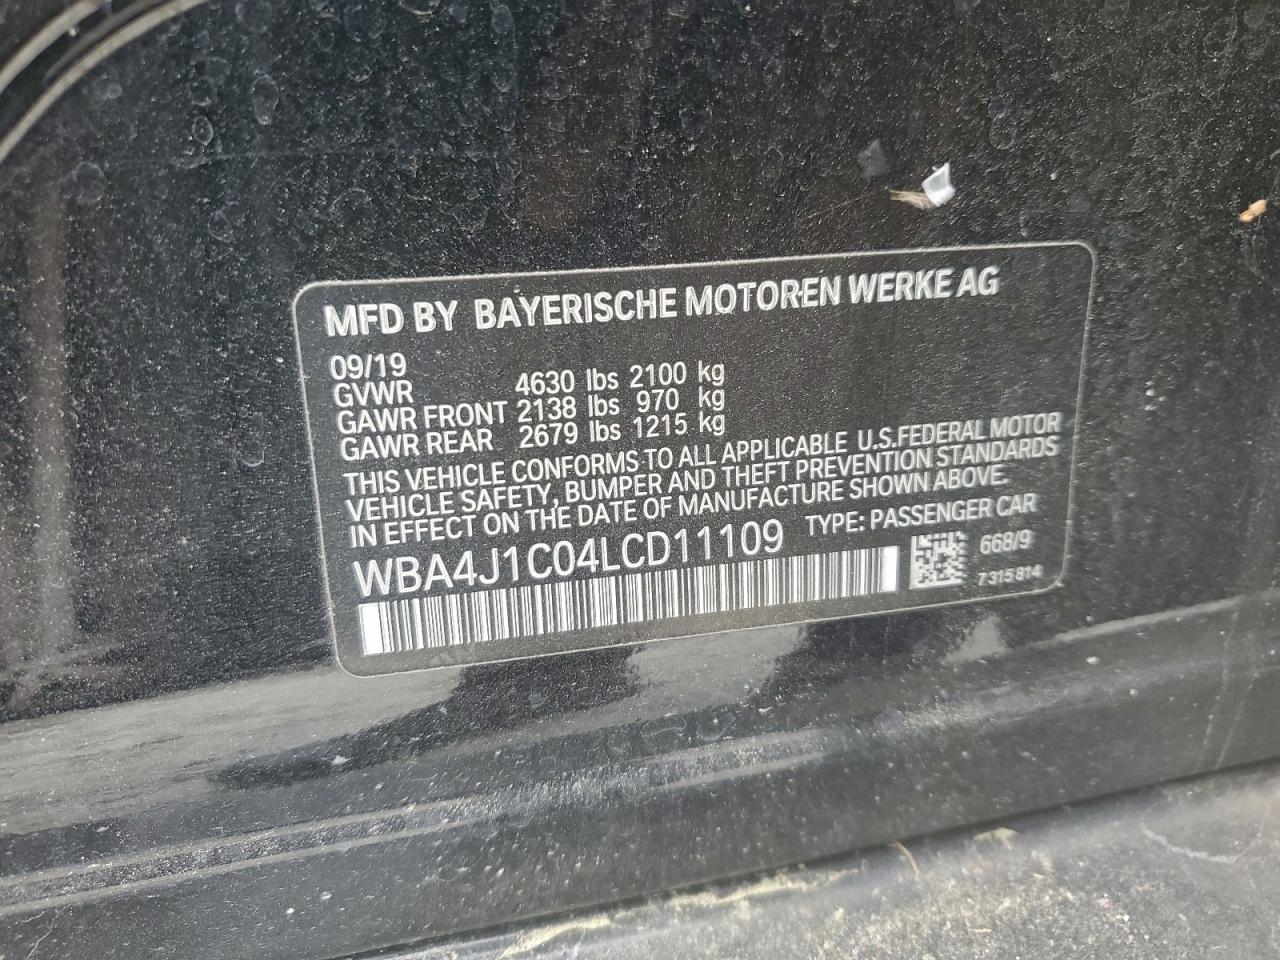 MFD BY BAYERISCHE MOTOREN WERKE AG
09/19
GVWR 4630 lbs 2100 kg
GAWR FRONT 2138 lbs 970 kg
GAWR REAR 2679 lbs 1215 kg
THIS VEHICLE CONFORMS TO ALL APPLICABLE U.S.FEDERAL MOTOR
VEHICLE SAFETY, BUMPER AND THEFT PREVENTION STANDARDS
IN EFFECT ON THE DATE OF MANUFACTURE SHOWN ABOVE.
WBA4J1C04LCD11109 TYPE: PASSENGER CAR
668/9
7315814